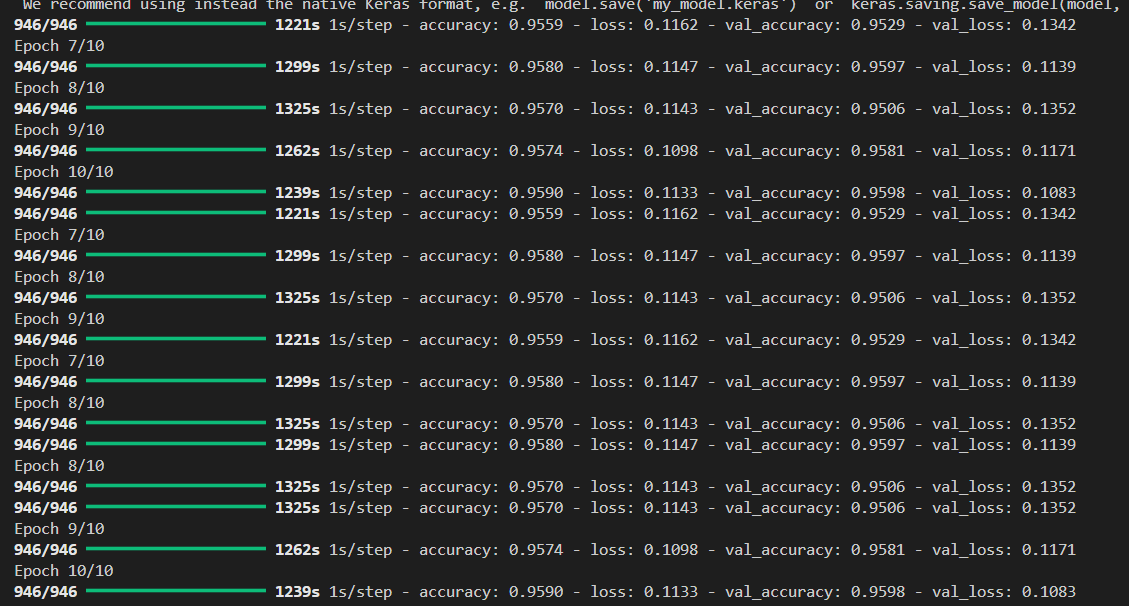 We recommend using instead the native Keras format, e.g. `model.save('my_model.keras')` or `keras.saving.save_model(model,
946/946 1221s 1s/step - accuracy: 0.9559 - loss: 0.1162 - val_accuracy: 0.9529 - val_loss: 0.1342
Epoch 7/10
946/946 1299s 1s/step - accuracy: 0.9580 - loss: 0.1147 - val_accuracy: 0.9597 - val_loss: 0.1139
Epoch 8/10
946/946 1325s 1s/step - accuracy: 0.9570 - loss: 0.1143 - val_accuracy: 0.9506 - val_loss: 0.1352
Epoch 9/10
946/946 1262s 1s/step - accuracy: 0.9574 - loss: 0.1098 - val_accuracy: 0.9581 - val_loss: 0.1171
Epoch 10/10
946/946 1239s 1s/step - accuracy: 0.9590 - loss: 0.1133 - val_accuracy: 0.9598 - val_loss: 0.1083
946/946 1221s 1s/step - accuracy: 0.9559 - loss: 0.1162 - val_accuracy: 0.9529 - val_loss: 0.1342
Epoch 7/10
946/946 1299s 1s/step - accuracy: 0.9580 - loss: 0.1147 - val_accuracy: 0.9597 - val_loss: 0.1139
Epoch 8/10
946/946 1325s 1s/step - accuracy: 0.9570 - loss: 0.1143 - val_accuracy: 0.9506 - val_loss: 0.1352
Epoch 9/10
946/946 1221s 1s/step - accuracy: 0.9559 - loss: 0.1162 - val_accuracy: 0.9529 - val_loss: 0.1342
Epoch 7/10
946/946 1299s 1s/step - accuracy: 0.9580 - loss: 0.1147 - val_accuracy: 0.9597 - val_loss: 0.1139
Epoch 8/10
946/946 1325s 1s/step - accuracy: 0.9570 - loss: 0.1143 - val_accuracy: 0.9506 - val_loss: 0.1352
946/946 1299s 1s/step - accuracy: 0.9580 - loss: 0.1147 - val_accuracy: 0.9597 - val_loss: 0.1139
Epoch 8/10
946/946 1325s 1s/step - accuracy: 0.9570 - loss: 0.1143 - val_accuracy: 0.9506 - val_loss: 0.1352
946/946 1325s 1s/step - accuracy: 0.9570 - loss: 0.1143 - val_accuracy: 0.9506 - val_loss: 0.1352
Epoch 9/10
946/946 1262s 1s/step - accuracy: 0.9574 - loss: 0.1098 - val_accuracy: 0.9581 - val_loss: 0.1171
Epoch 10/10
946/946 1239s 1s/step - accuracy: 0.9590 - loss: 0.1133 - val_accuracy: 0.9598 - val_loss: 0.1083